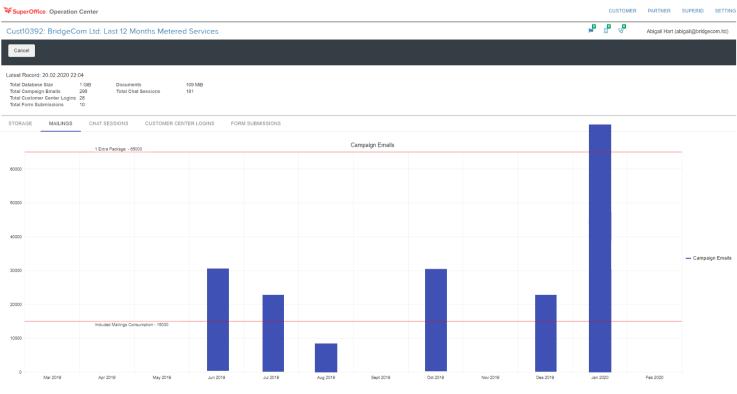 SuperOffice Operation Center CUSTOMER PARTNER SUPERID SETTING
Cust10392: BridgeCom Ltd: Last 12 Months Metered Services Abigail Hart (abigail@bridgecom.ltd)
Cancel
Latest Record: 20.02.2020 22:04
Total Database Size 1 GiB Documents 109 MiB
Total Campaign Emails 298 Total Chat Sessions 181
Total Customer Center Logins 28
Total Form Submissions 10
STORAGE MAILINGS CHAT SESSIONS CUSTOMER CENTER LOGINS FORM SUBMISSIONS
Campaign Emails
1 Extra Package - 65000
60000
50000
40000
30000
20000
10000
0
Included Mailings Consumption - 15000
Campaign Emails
Mar 2019 Apr 2019 May 2019 Jun 2019 Jul 2019 Aug 2019 Sept 2019 Oct 2019 Nov 2019 Des 2019 Jan 2020 Feb 2020